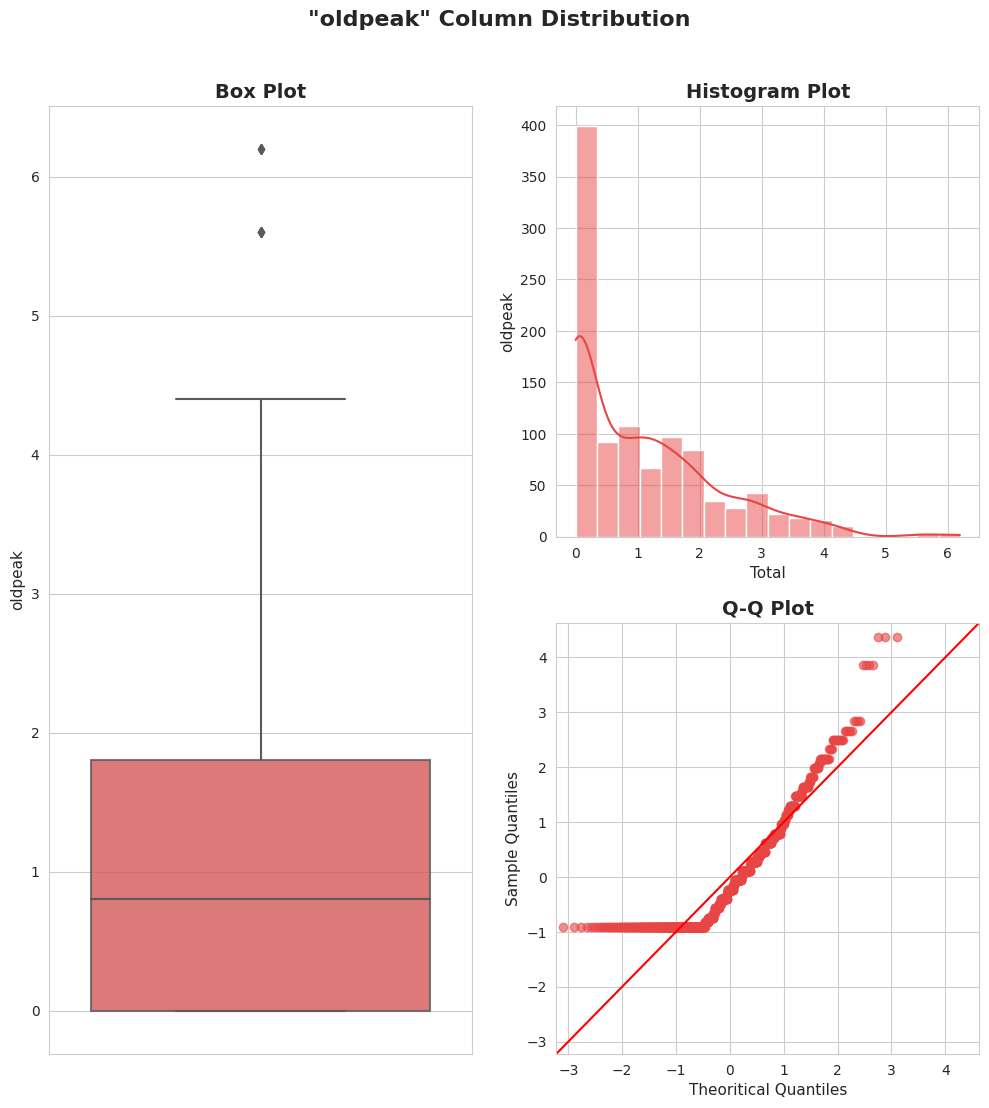 "oldpeak" Column Distribution
Box Plot
6
5
4
3
2
1
0
oldpeak
Histogram Plot
400
350
300
250
200
150
100
50
0
oldpeak
0 1 2 3 4 5 6
Total
Q-Q Plot
4
3
2
1
0
−1
−2
−3
Sample Quantiles
−3 −2 −1 0 1 2 3 4
Theoritical Quantiles